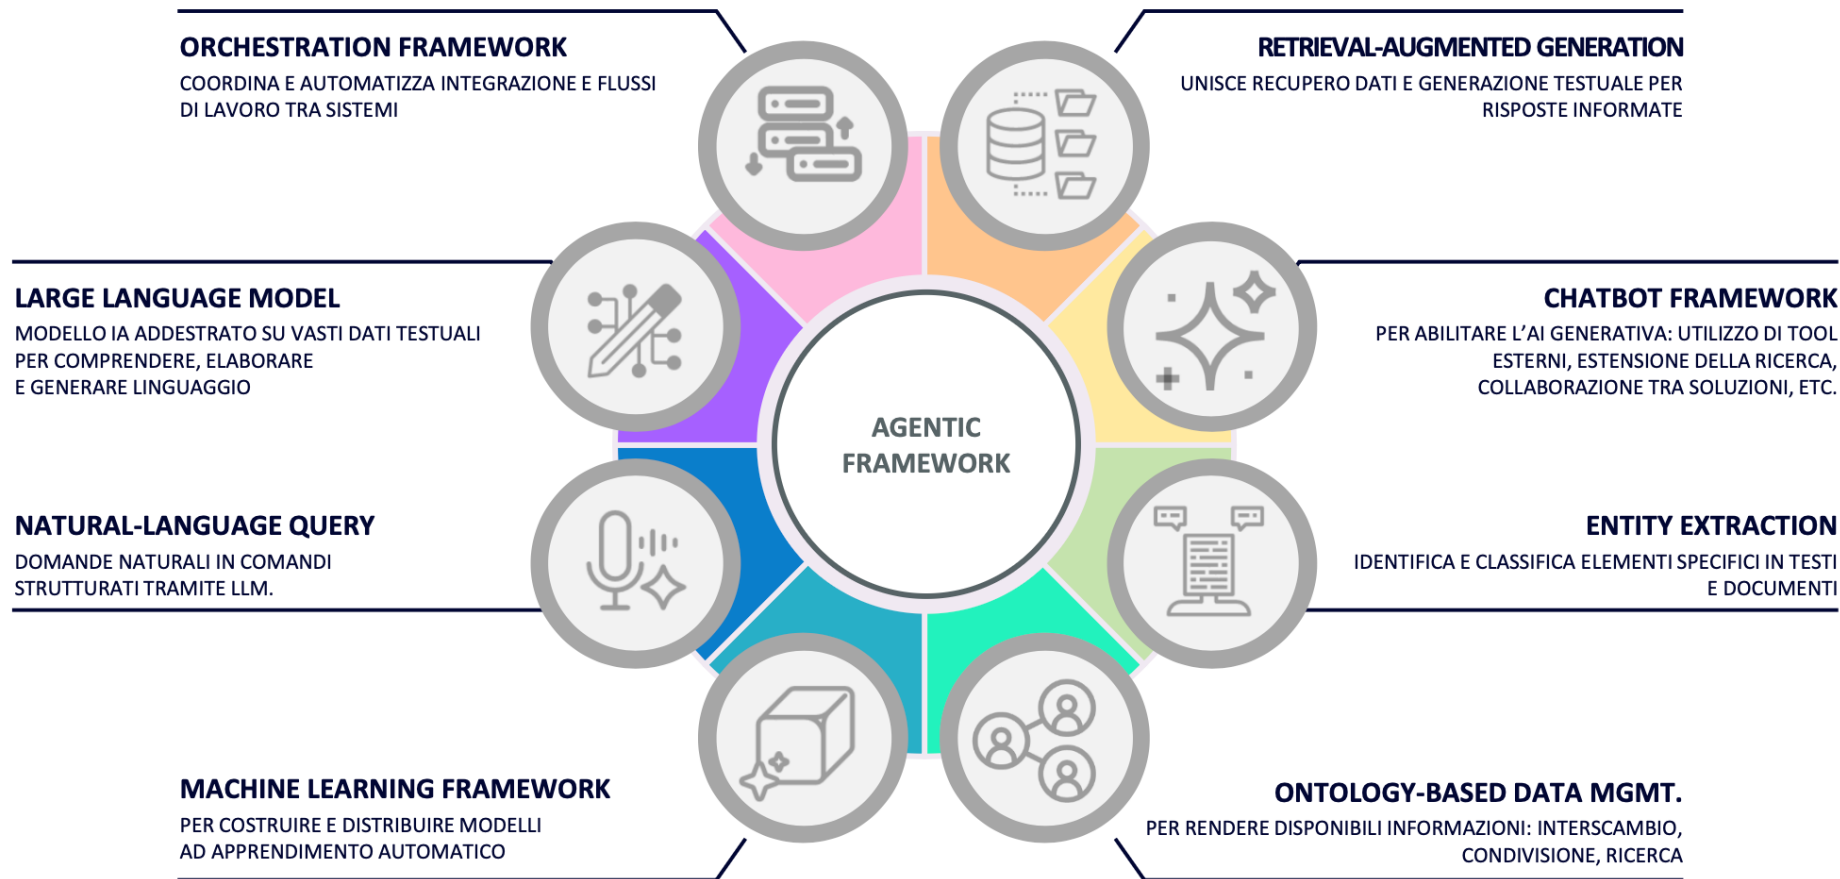 ORCHESTRATION FRAMEWORK
COORDINA E AUTOMATIZZA INTEGRAZIONE E FLUSSI
DI LAVORO TRA SISTEMI
RETRIEVAL-AUGMENTED GENERATION
UNISCE RECUPERO DATI E GENERAZIONE TESTUALE PER
RISPOSTE INFORMATE
LARGE LANGUAGE MODEL
MODELLO IA ADDESTRATO SU VASTI DATI TESTUALI
PER COMPRENDERE, ELABORARE
E GENERARE LINGUAGGIO
CHATBOT FRAMEWORK
PER ABILITARE L’AI GENERATIVA: UTILIZZO DI TOOL
ESTERNI, ESTENSIONE DELLA RICERCA,
COLLABORAZIONE TRA SOLUZIONI, ETC.
AGENTIC
FRAMEWORK
NATURAL-LANGUAGE QUERY
DOMANDE NATURALI IN COMANDI
STRUTTURATI TRAMITE LLM.
ENTITY EXTRACTION
IDENTIFICA E CLASSIFICA ELEMENTI SPECIFICI IN TESTI
E DOCUMENTI
MACHINE LEARNING FRAMEWORK
PER COSTRUIRE E DISTRIBUIRE MODELLI
AD APPRENDIMENTO AUTOMATICO
ONTOLOGY-BASED DATA MGMT.
PER RENDERE DISPONIBILI INFORMAZIONI: INTERSCAMBIO,
CONDIVISIONE, RICERCA